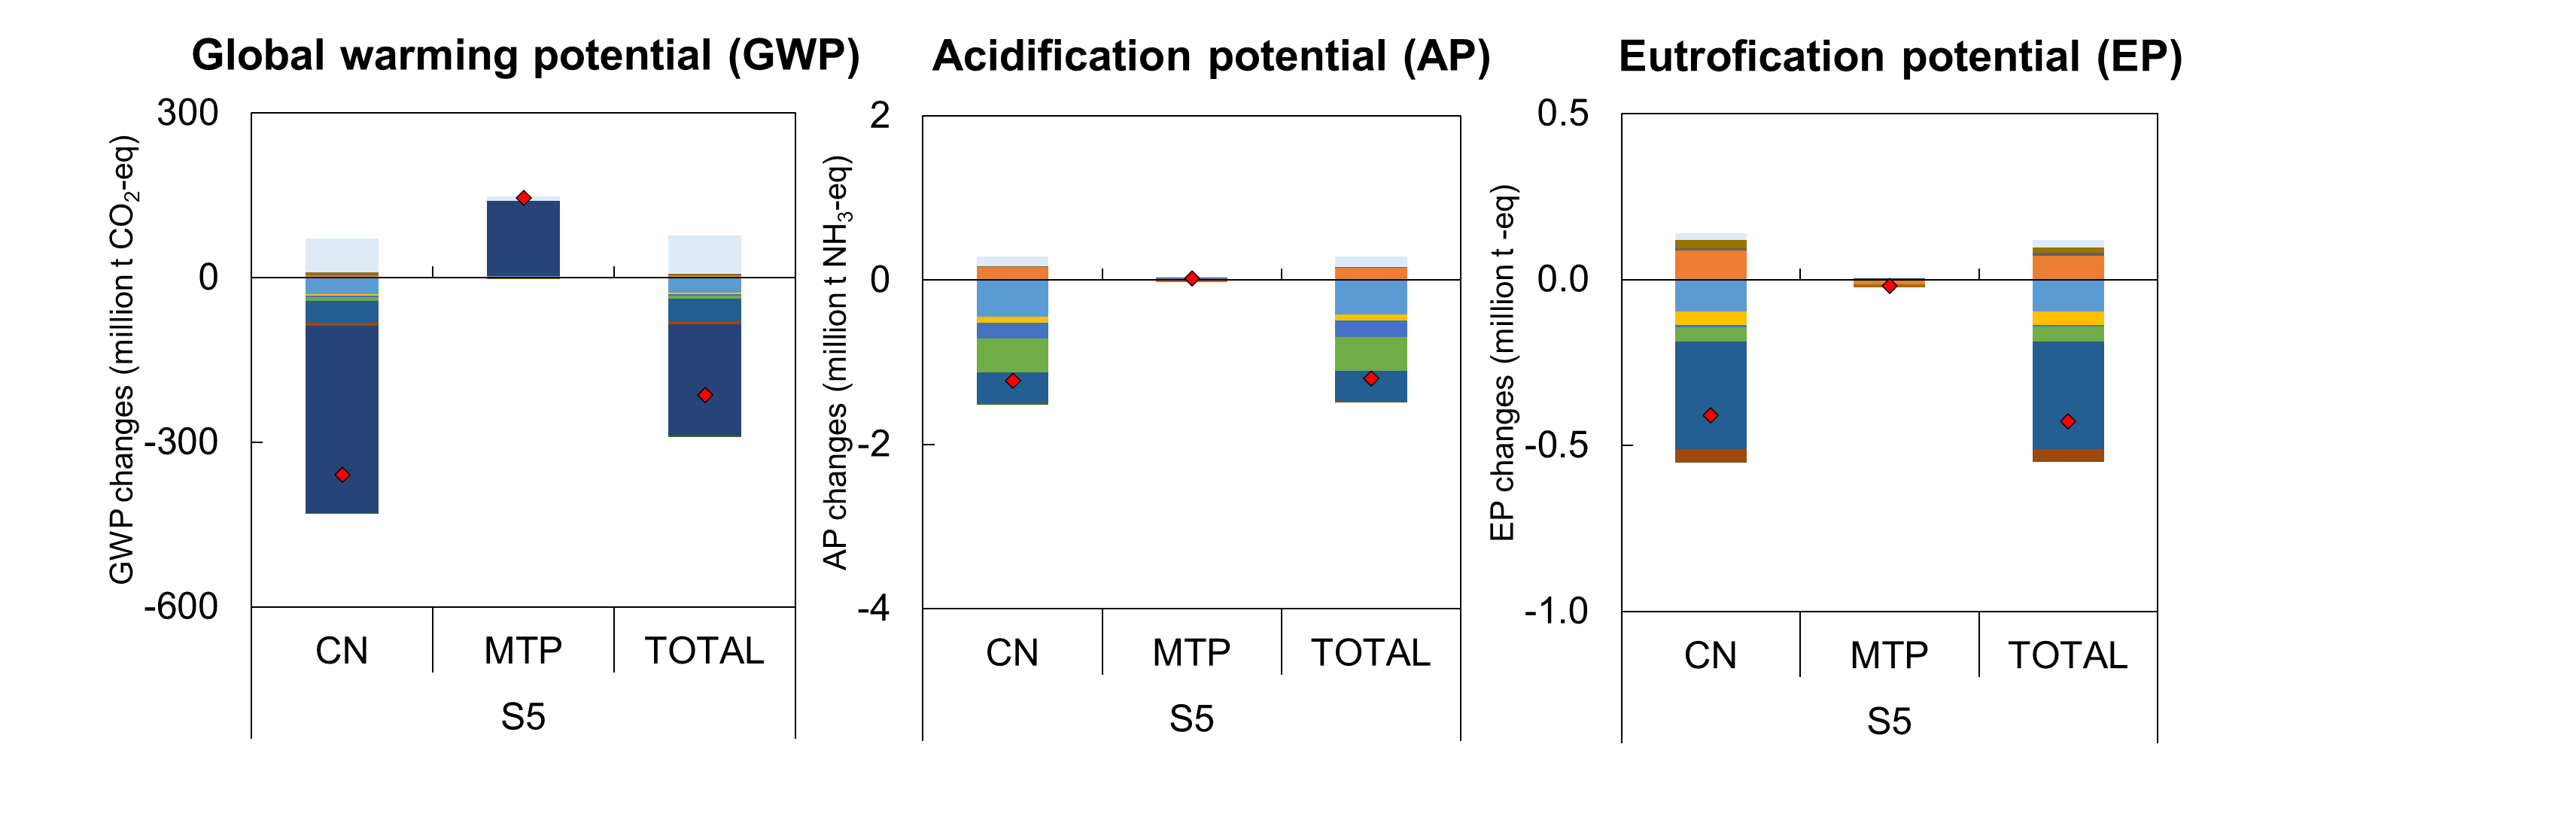 Global warming potential (GWP)
GWP changes (million t CO₂-eq)
300
0
-300
-600
CN MTP TOTAL
S5
Acidification potential (AP)
AP changes (million t NH₃-eq)
2
0
-2
-4
CN MTP TOTAL
S5
Eutrofication potential (EP)
EP changes (million t -eq)
0.5
0.0
-0.5
-1.0
CN MTP TOTAL
S5